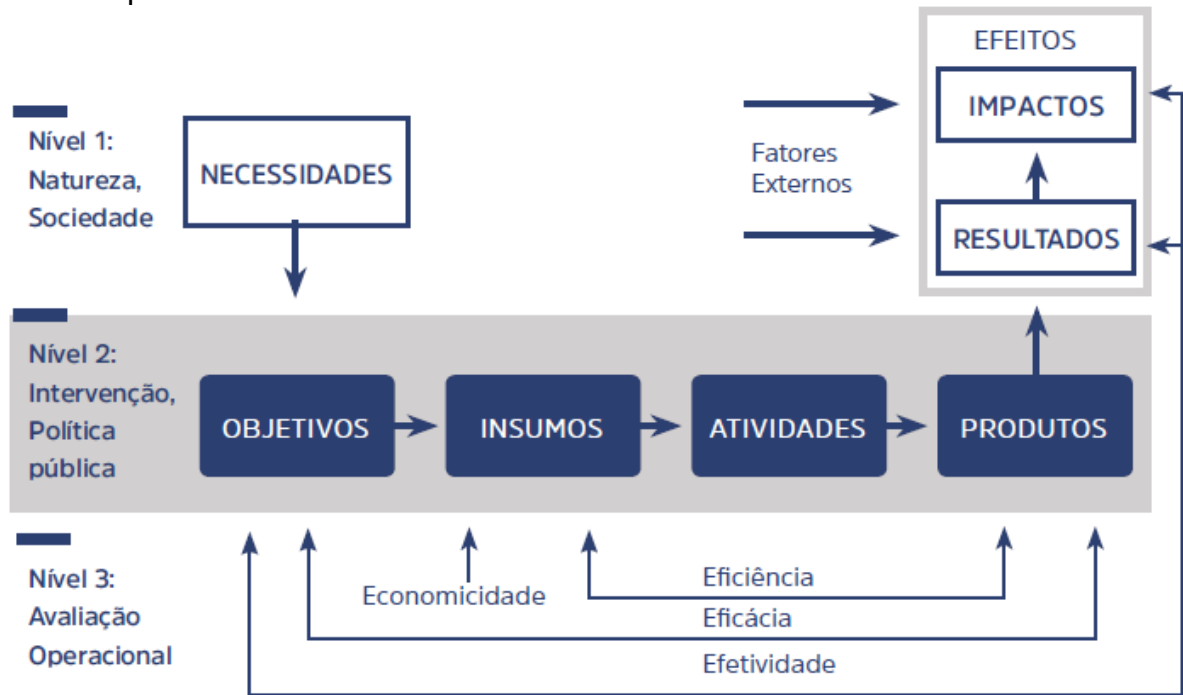 EFEITOS
IMPACTOS
Nível 1:
Natureza,
Sociedade
NECESSIDADES
Fatores
Externos
RESULTADOS
Nível 2:
Intervenção,
Política
pública
OBJETIVOS
INSUMOS
ATIVIDADES
PRODUTOS
Nível 3:
Avaliação
Operacional
Economicidade
Eficiência
Eficácia
Efetividade